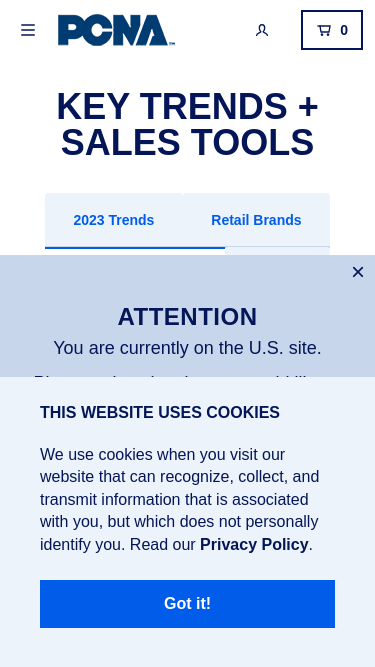 PCNA
0
KEY TRENDS +
SALES TOOLS
2023 Trends
Retail Brands
ATTENTION
You are currently on the U.S. site.
THIS WEBSITE USES COOKIES
We use cookies when you visit our
website that can recognize, collect, and
transmit information that is associated
with you, but which does not personally
identify you. Read our Privacy Policy.
Got it!